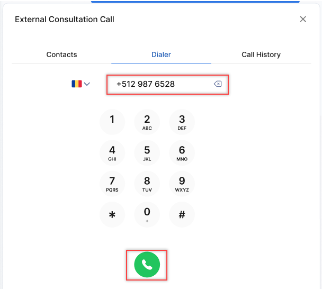 External Consultation Call
Contacts Dialer Call History
+512 987 6528
1 2 3
ABC DEF
4 5 6
GHI JKL MNO
7 8 9
PQRS TUV WXYZ
* 0 #